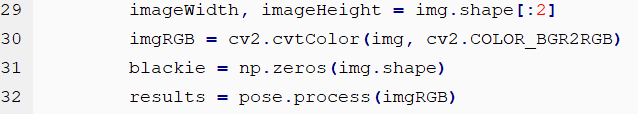 29 imageWidth, imageHeight = img.shape[:2]
30 imgRGB = cv2.cvtColor(img, cv2.COLOR_BGR2RGB)
31 blackie = np.zeros(img.shape)
32 results = pose.process(imgRGB)